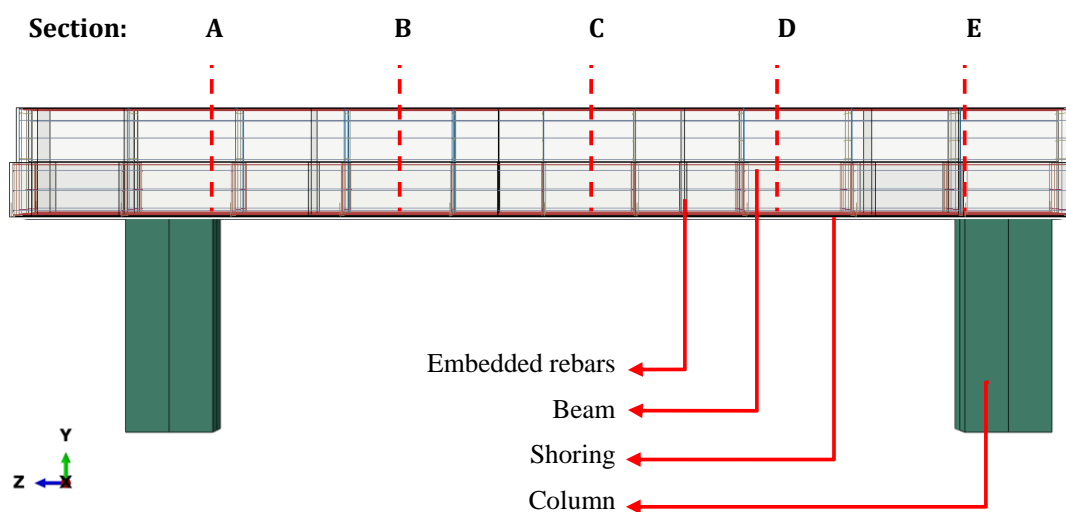 Section: A B C D E
Embedded rebars
Beam
Shoring
Column
Y
Z X